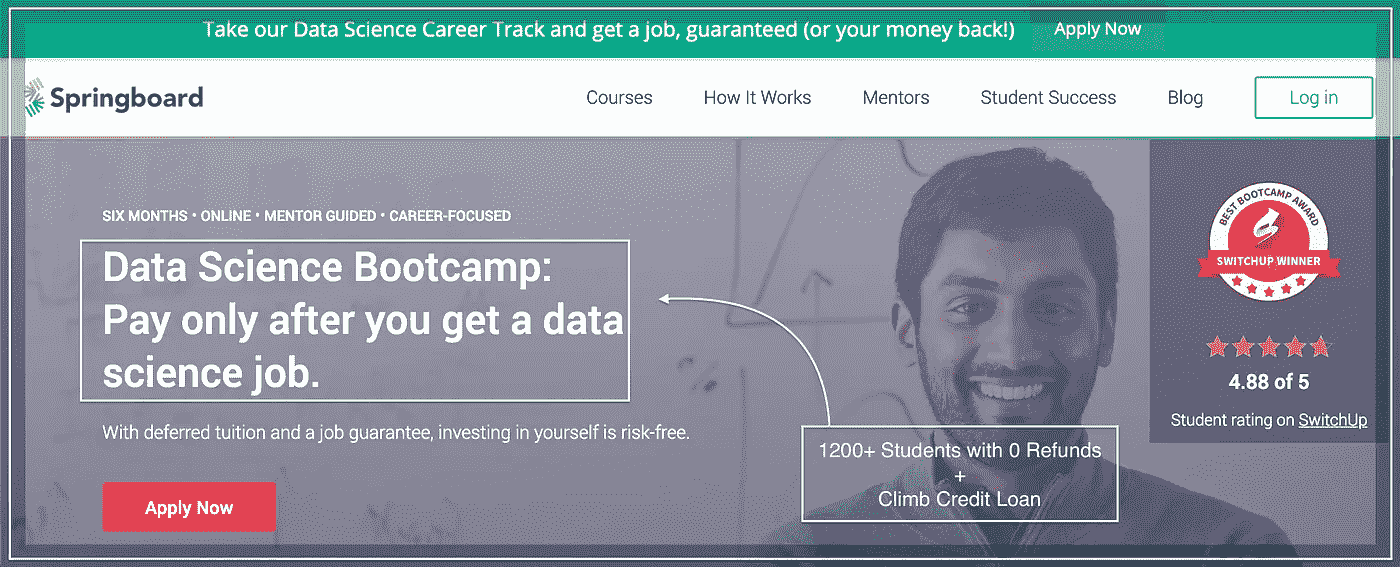 Take our Data Science Career Track and get a job, guaranteed (or your money back!) Apply Now
Springboard Courses How It Works Mentors Student Success Blog Log in
SIX MONTHS • ONLINE • MENTOR GUIDED • CAREER-FOCUSED
Data Science Bootcamp:
Pay only after you get a data
science job.
With deferred tuition and a job guarantee, investing in yourself is risk-free.
Apply Now
1200+ Students with 0 Refunds
+
Climb Credit Loan
BEST BOOTCAMP AWARD
SWITCHUP WINNER
4.88 of 5
Student rating on SwitchUp